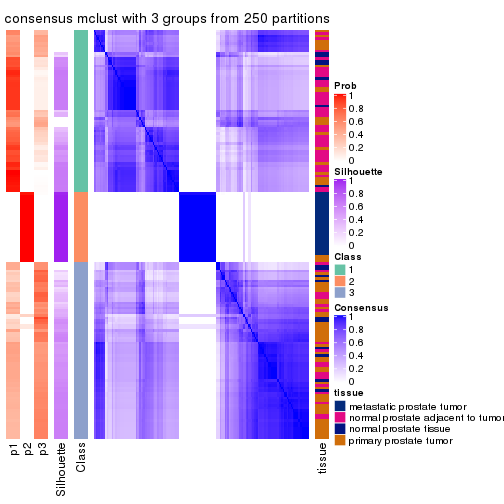 consensus mclust with 3 groups from 250 partitions
Prob
1
0.8
0.6
0.4
0.2
0
Silhouette
1
0.8
0.6
0.4
0.2
0
Class
1
2
3
Consensus
1
0.8
0.6
0.4
0.2
0
tissue
metastatic prostate tumor
normal prostate adjacent to tumor
normal prostate tissue
primary prostate tumor
p1
p2
p3
Silhouette
Class
tissue